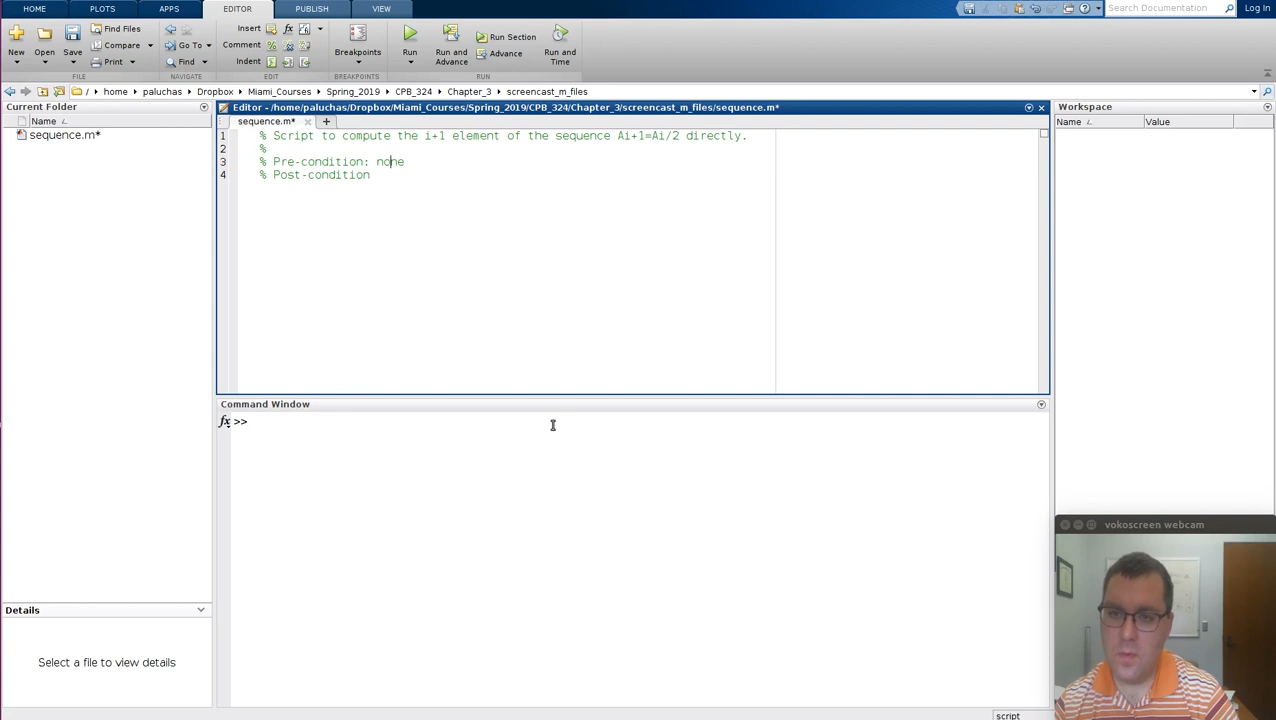 HOME PLOTS APPS EDITOR PUBLISH VIEW Search Documentation Log In
New Open Save Find Files Compare Print Go To Find Insert Comment Indent Breakpoints Run Run and Advance Run Section Advance Run and Time
FILE NAVIGATE EDIT BREAKPOINTS RUN
/ home paluchas Dropbox Miami_Courses Spring_2019 CPB_324 Chapter_3 screencast_m_files
Current Folder
Name
sequence.m*
Editor - /home/paluchas/Dropbox/Miami_Courses/Spring_2019/CPB_324/Chapter_3/screencast_m_files/sequence.m*
sequence.m*
1 % Script to compute the i+1 element of the sequence Ai+1=Ai/2 directly.
2 %
3 % Pre-condition: none
4 % Post-condition
Command Window
fx >>
Workspace
Name Value
Details
Select a file to view details
vokoscreen webcam
script